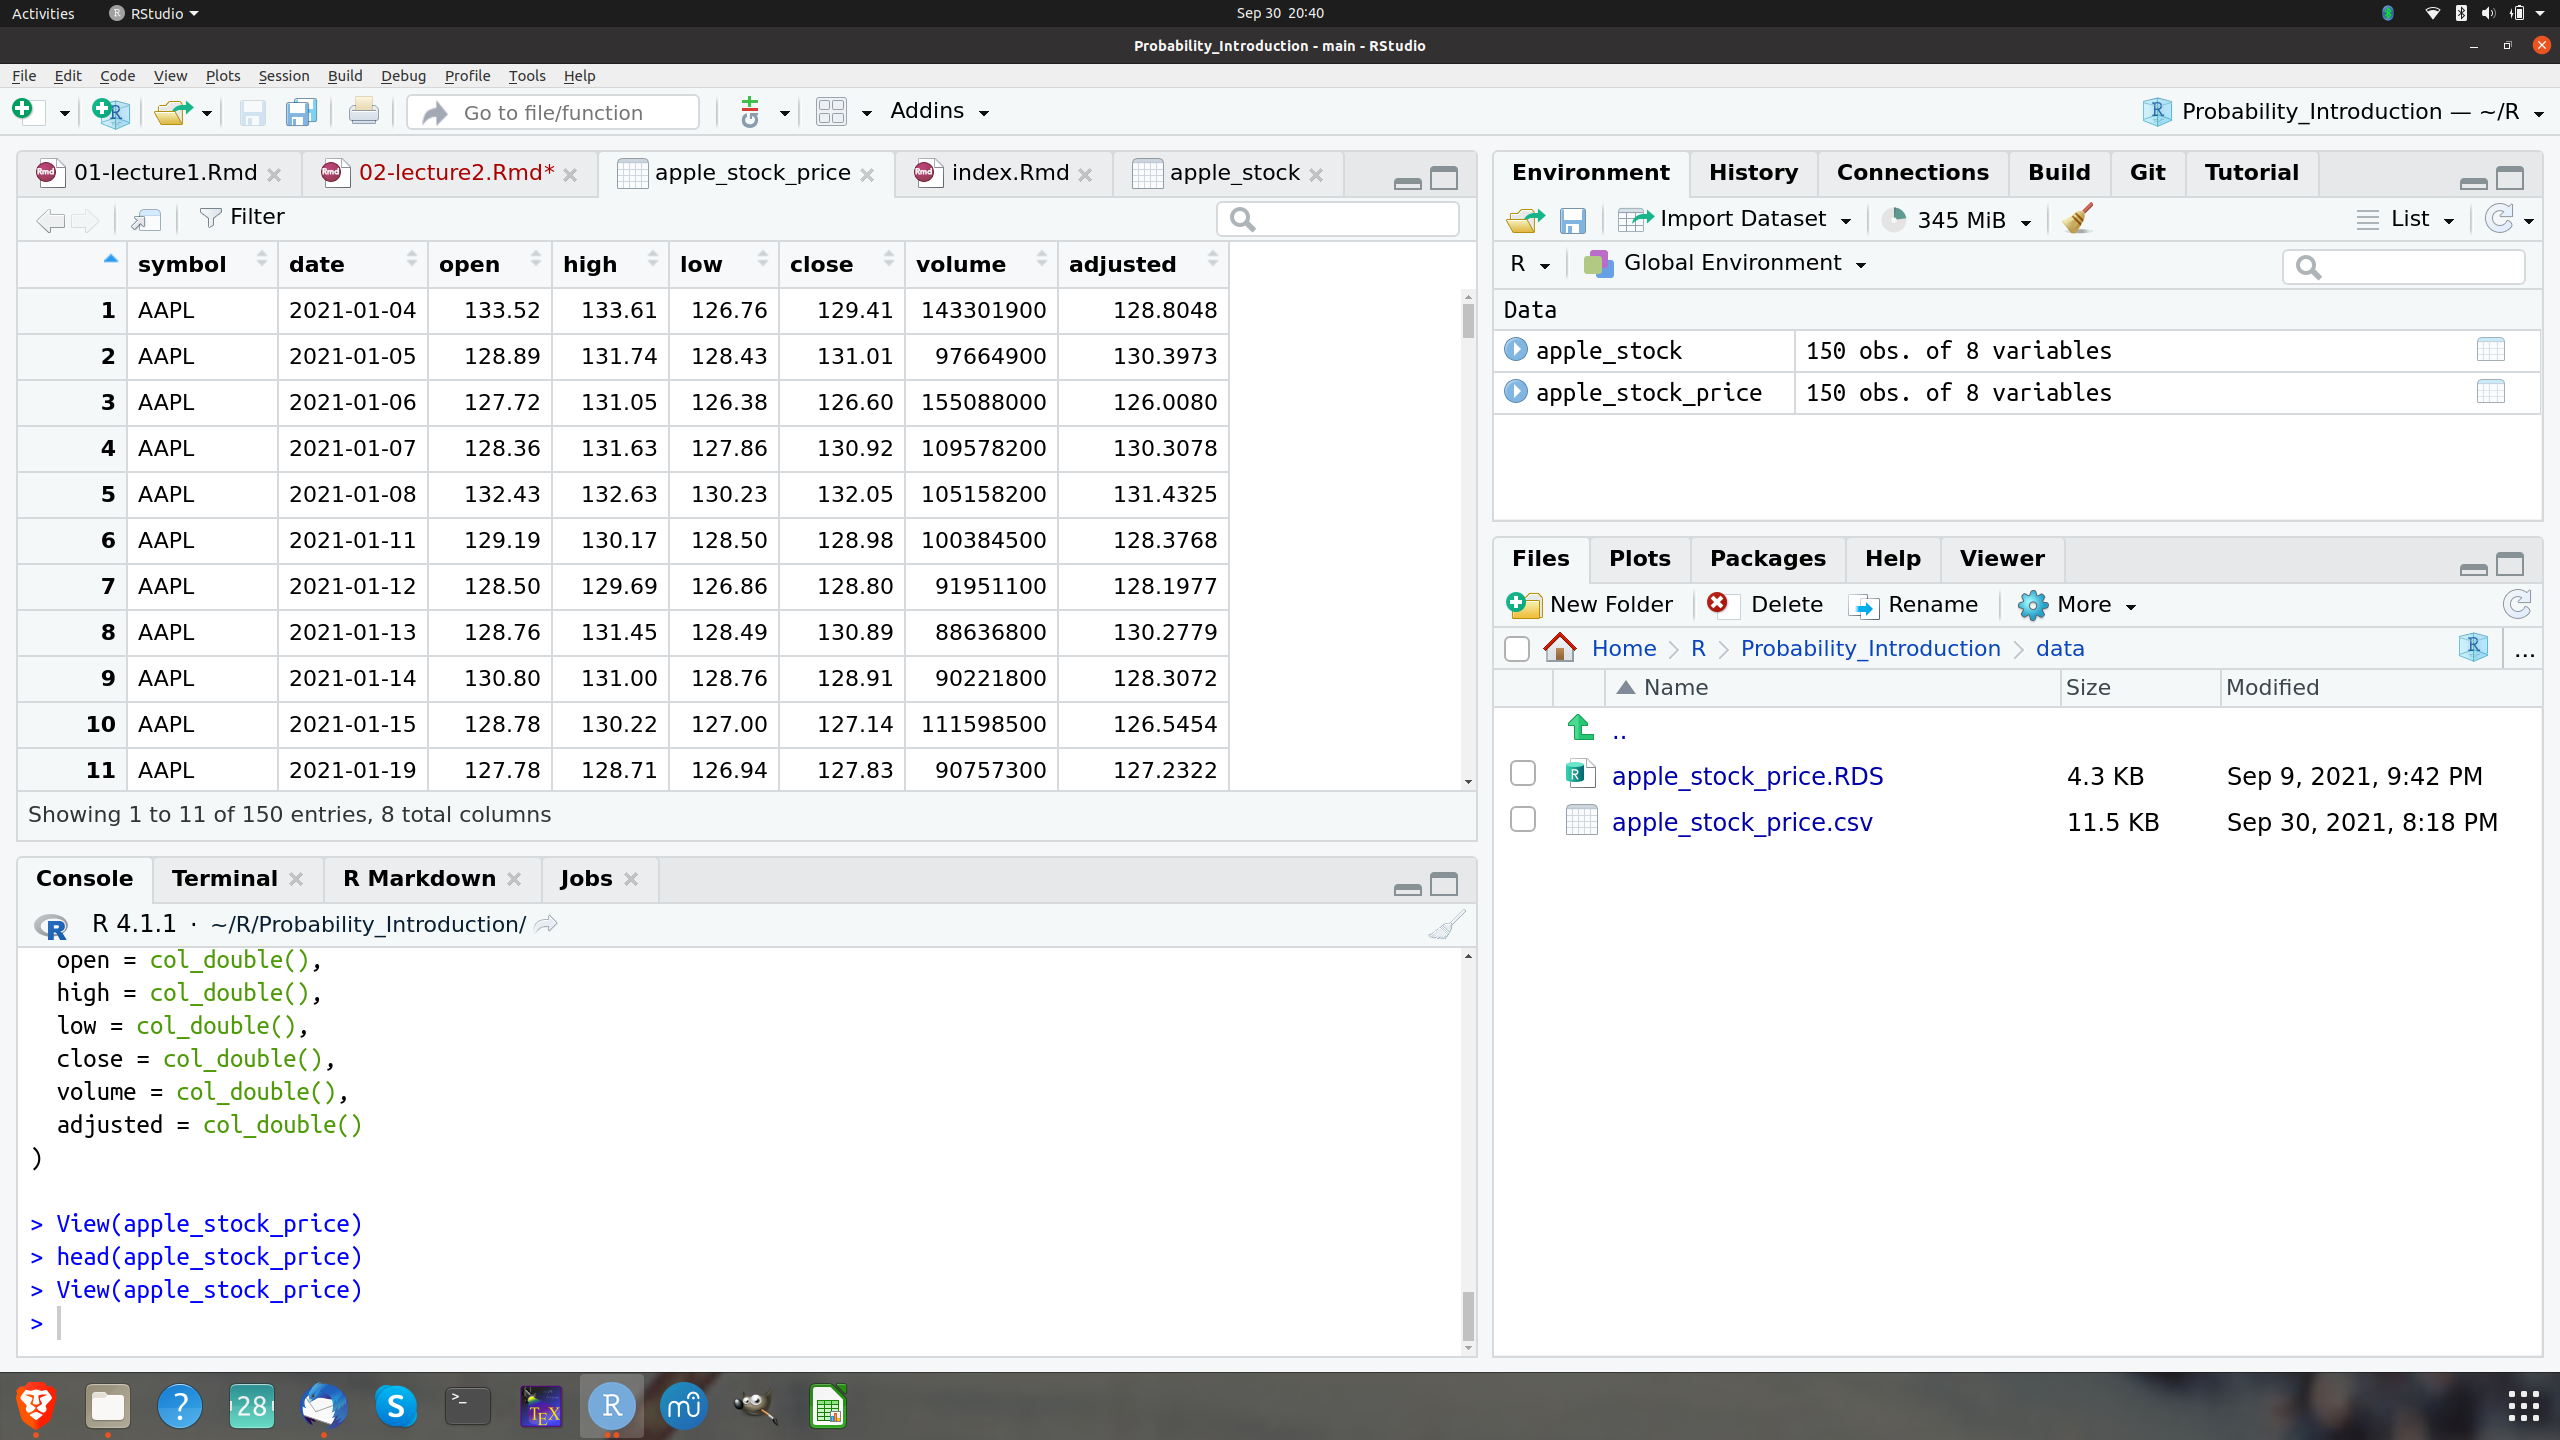 Activities RStudio Sep 30 20:40
Probability_Introduction - main - RStudio
File Edit Code View Plots Session Build Debug Profile Tools Help
Go to file/function Addins Probability_Introduction — ~/R
01-lecture1.Rmd 02-lecture2.Rmd* apple_stock_price index.Rmd apple_stock
Filter
symbol date open high low close volume adjusted
1 AAPL 2021-01-04 133.52 133.61 126.76 129.41 143301900 128.8048
2 AAPL 2021-01-05 128.89 131.74 128.43 131.01 97664900 130.3973
3 AAPL 2021-01-06 127.72 131.05 126.38 126.60 155088000 126.0080
4 AAPL 2021-01-07 128.36 131.63 127.86 130.92 109578200 130.3078
5 AAPL 2021-01-08 132.43 132.63 130.23 132.05 105158200 131.4325
6 AAPL 2021-01-11 129.19 130.17 128.50 128.98 100384500 128.3768
7 AAPL 2021-01-12 128.50 129.69 126.86 128.80 91951100 128.1977
8 AAPL 2021-01-13 128.76 131.45 128.49 130.89 88636800 130.2779
9 AAPL 2021-01-14 130.80 131.00 128.76 128.91 90221800 128.3072
10 AAPL 2021-01-15 128.78 130.22 127.00 127.14 111598500 126.5454
11 AAPL 2021-01-19 127.78 128.71 126.94 127.83 90757300 127.2322
Showing 1 to 11 of 150 entries, 8 total columns
Console Terminal R Markdown Jobs
R 4.1.1 · ~/R/Probability_Introduction/
open = col_double(),
high = col_double(),
low = col_double(),
close = col_double(),
volume = col_double(),
adjusted = col_double()
)
> View(apple_stock_price)
> head(apple_stock_price)
> View(apple_stock_price)
>
Environment History Connections Build Git Tutorial
Import Dataset 345 MiB List
R Global Environment
Data
apple_stock 150 obs. of 8 variables
apple_stock_price 150 obs. of 8 variables
Files Plots Packages Help Viewer
New Folder Delete Rename More
Home R Probability_Introduction data ...
Name Size Modified
..
apple_stock_price.RDS 4.3 KB Sep 9, 2021, 9:42 PM
apple_stock_price.csv 11.5 KB Sep 30, 2021, 8:18 PM
? 28 S >_ TEX R mu